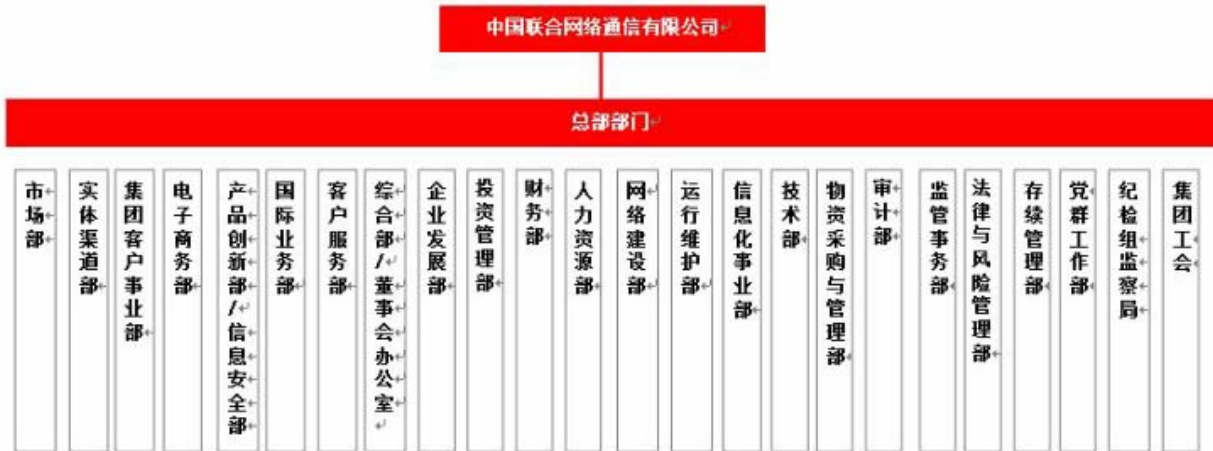 中国联合网络通信有限公司
总部部门
市场部
实体渠道部
集团客户事业部
电子商务部
产品创新部/信息安全部
国际业务部
客户服务部
综合部/董事会办公室
企业发展部
投资管理部
财务部
人力资源部
网络建设部
运行维护部
信息化事业部
技术部
物资采购与管理部
审计部
监管事务部
法律与风险管理部
存续管理部
党群工作部
纪检组监察局
集团工会